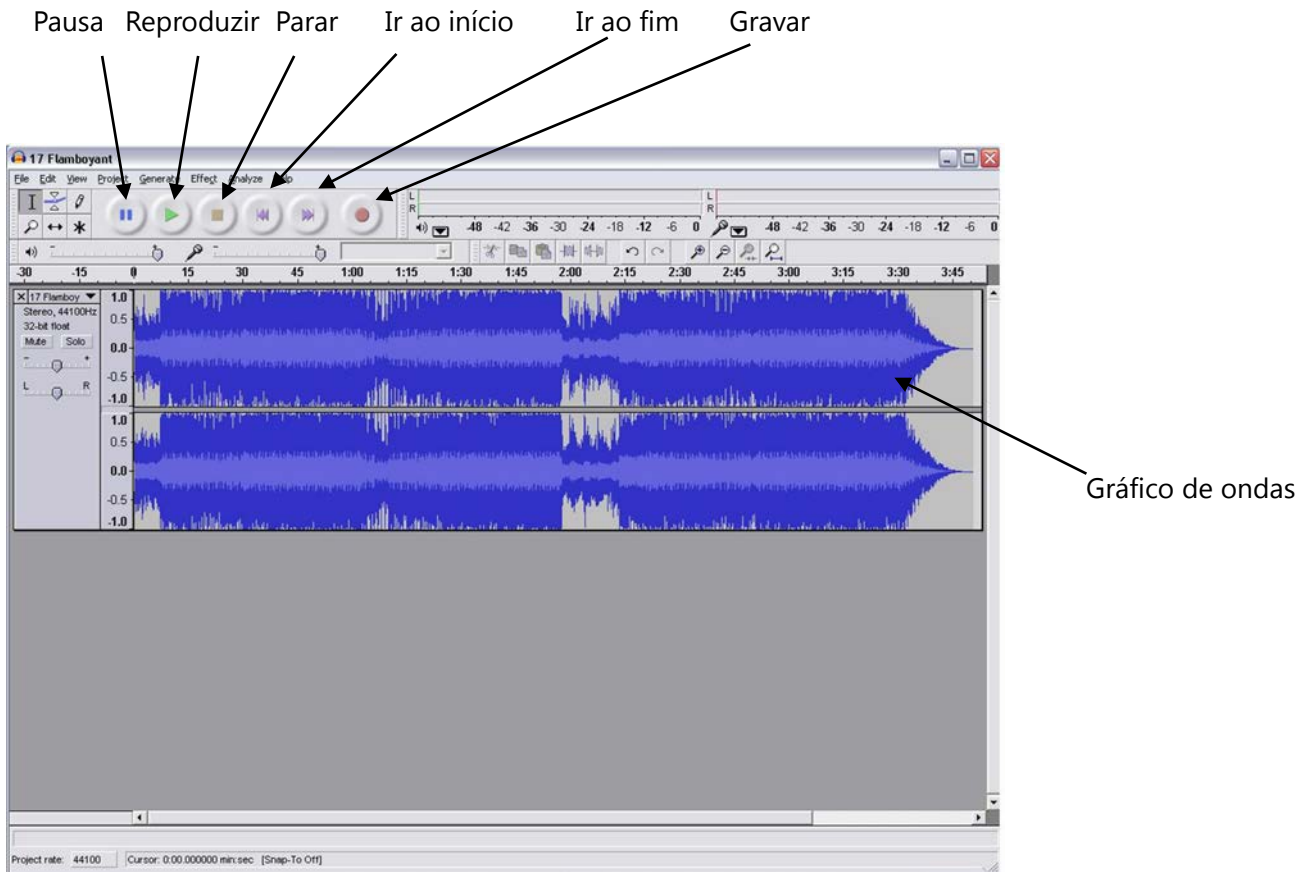 Pausa Reproduzir Parar Ir ao início Ir ao fim Gravar
17 Flamboyant
File Edit View Project Generate Effect Analyze
L
R
-48 -42 -36 -30 -24 -18 -12 -6 0
L
R
-48 -42 -36 -30 -24 -18 -12 -6 0
-30 -15 0 15 30 45 1:00 1:15 1:30 1:45 2:00 2:15 2:30 2:45 3:00 3:15 3:30 3:45
17 Flamboy
Stereo, 44100Hz
32-bit float
Mute Solo
- +
L R
1.0
0.5
0.0
-0.5
-1.0
1.0
0.5
0.0
-0.5
-1.0
Gráfico de ondas
Project rate: 44100 Cursor: 0:00.000000 min:sec [Snap-To Off]